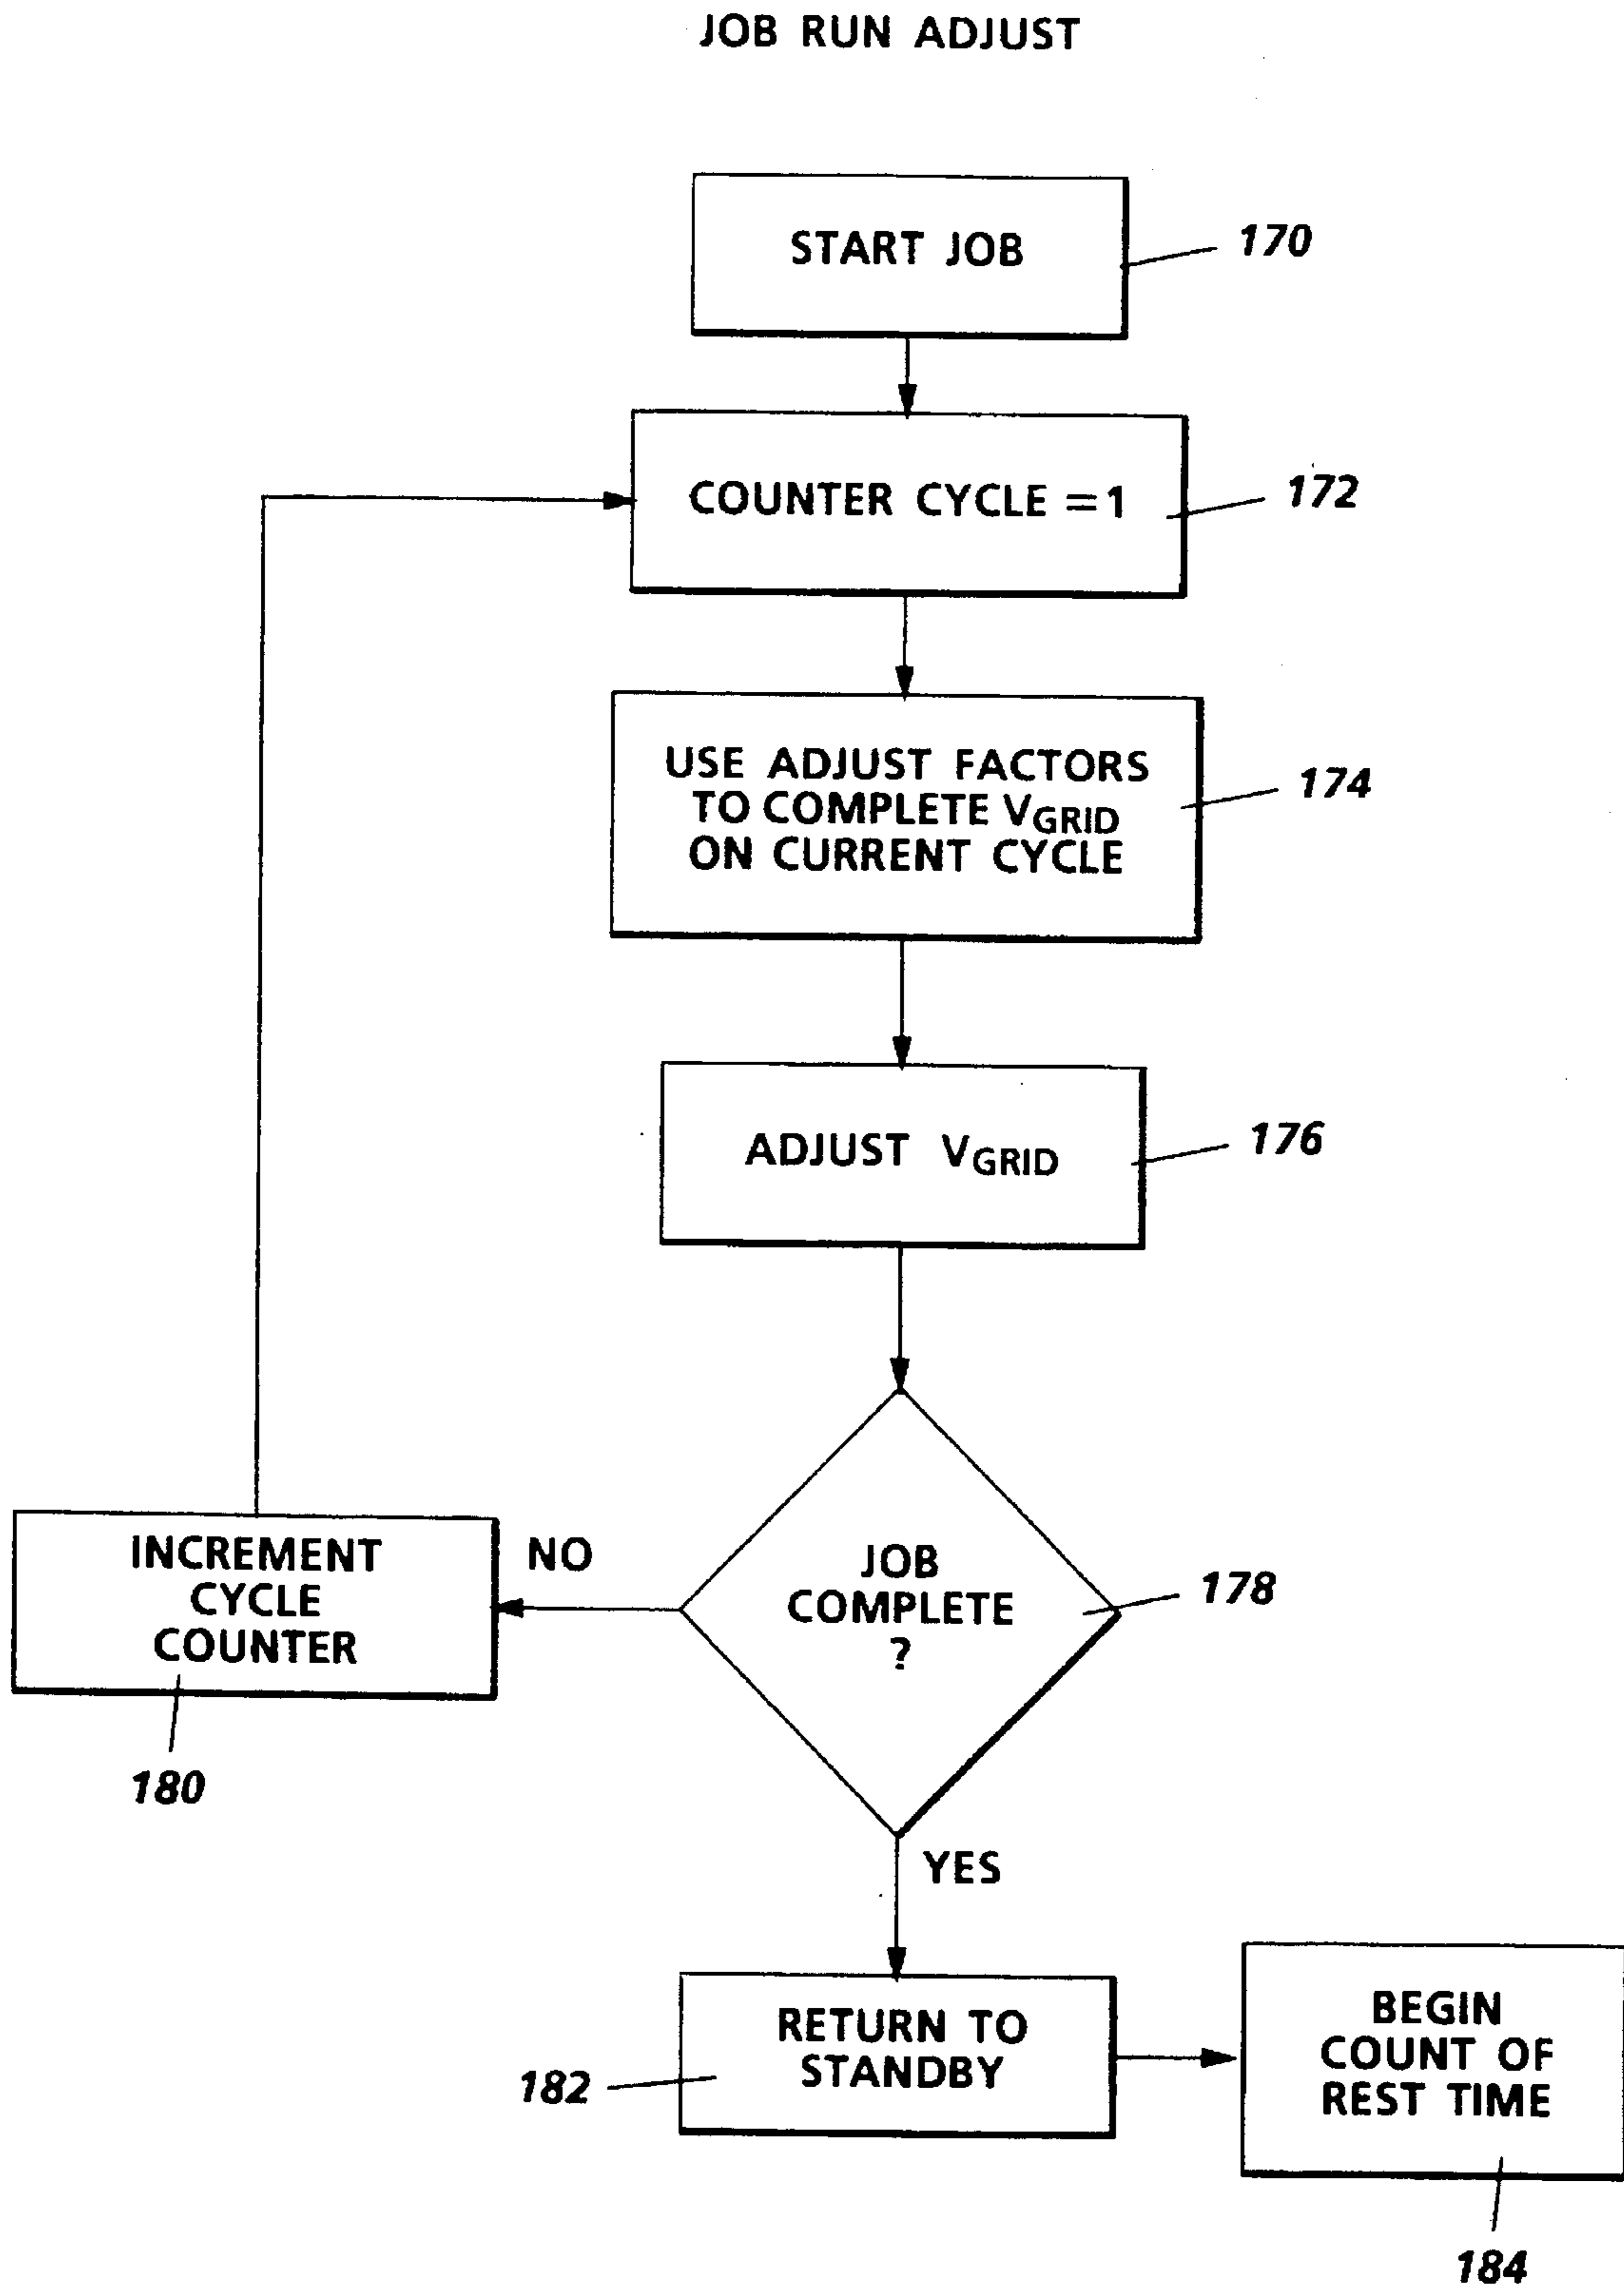 JOB RUN ADJUST
START JOB
170
COUNTER CYCLE = 1
172
USE ADJUST FACTORS
TO COMPLETE VGRID
ON CURRENT CYCLE
174
ADJUST VGRID
176
JOB
COMPLETE
?
178
NO
INCREMENT
CYCLE
COUNTER
180
YES
RETURN TO
STANDBY
182
BEGIN
COUNT OF
REST TIME
184